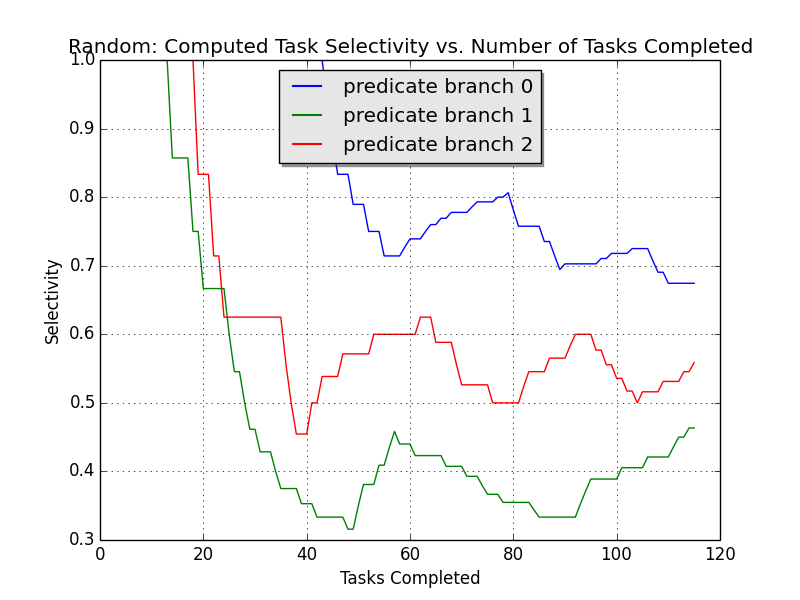 Random: Computed Task Selectivity vs. Number of Tasks Completed
1.0
0.9
0.8
0.7
0.6
0.5
0.4
0.3
Selectivity
predicate branch 0
predicate branch 1
predicate branch 2
0 20 40 60 80 100 120
Tasks Completed